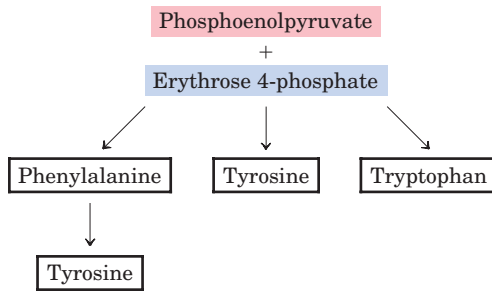 Phosphoenolpyruvate
+
Erythrose 4-phosphate
Phenylalanine Tyrosine Tryptophan
Tyrosine